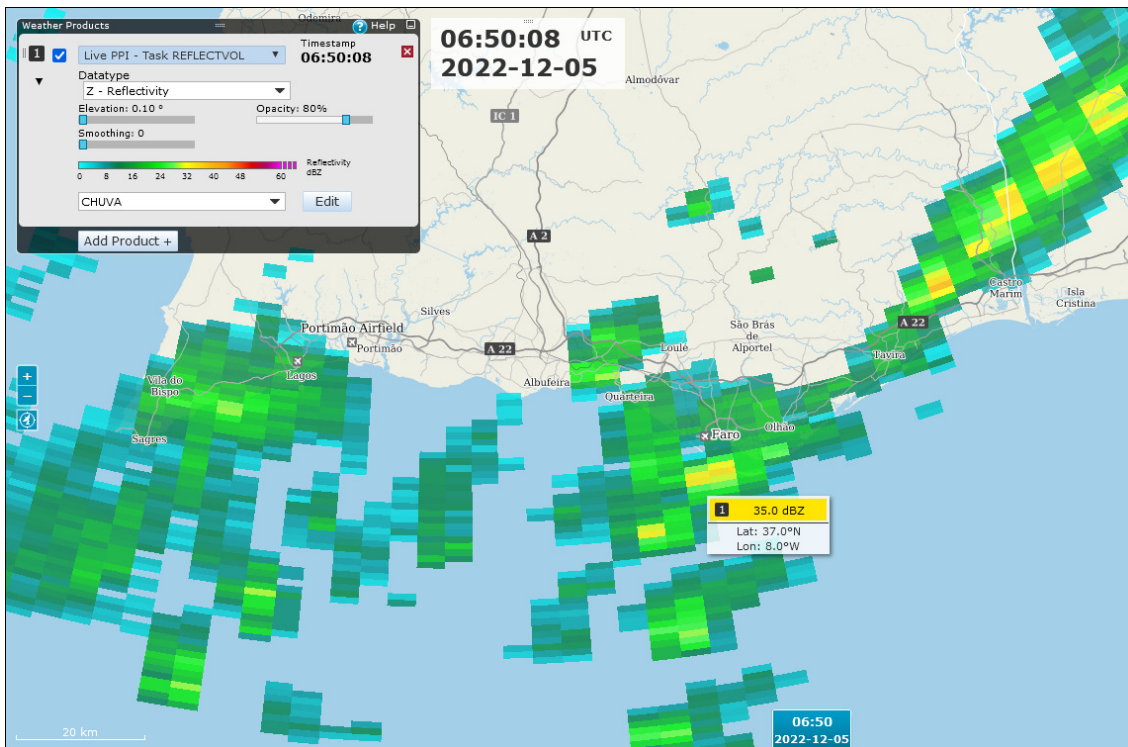 Weather Products
Help
1
Live PPI - Task REFLECTVOL
Timestamp
06:50:08
Datatype
Z - Reflectivity
Elevation: 0.10 °
Opacity: 80%
Smoothing: 0
0 8 16 24 32 40 48 60
Reflectivity
dBZ
CHUVA
Edit
Add Product +
06:50:08 UTC
2022-12-05
Odemira
Almodôvar
IC 1
A 2
Castro
Marim
Isla
Cristina
Silves
Portimão Airfield
Portimão
A 22
São Brás
de
Alportel
A 22
Loulé
Tavira
Lagos
Albufeira
Vila do
Bispo
Quarteira
Olhão
Faro
Sagres
+
−
1 35.0 dBZ
Lat: 37.0°N
Lon: 8.0°W
20 km
06:50
2022-12-05